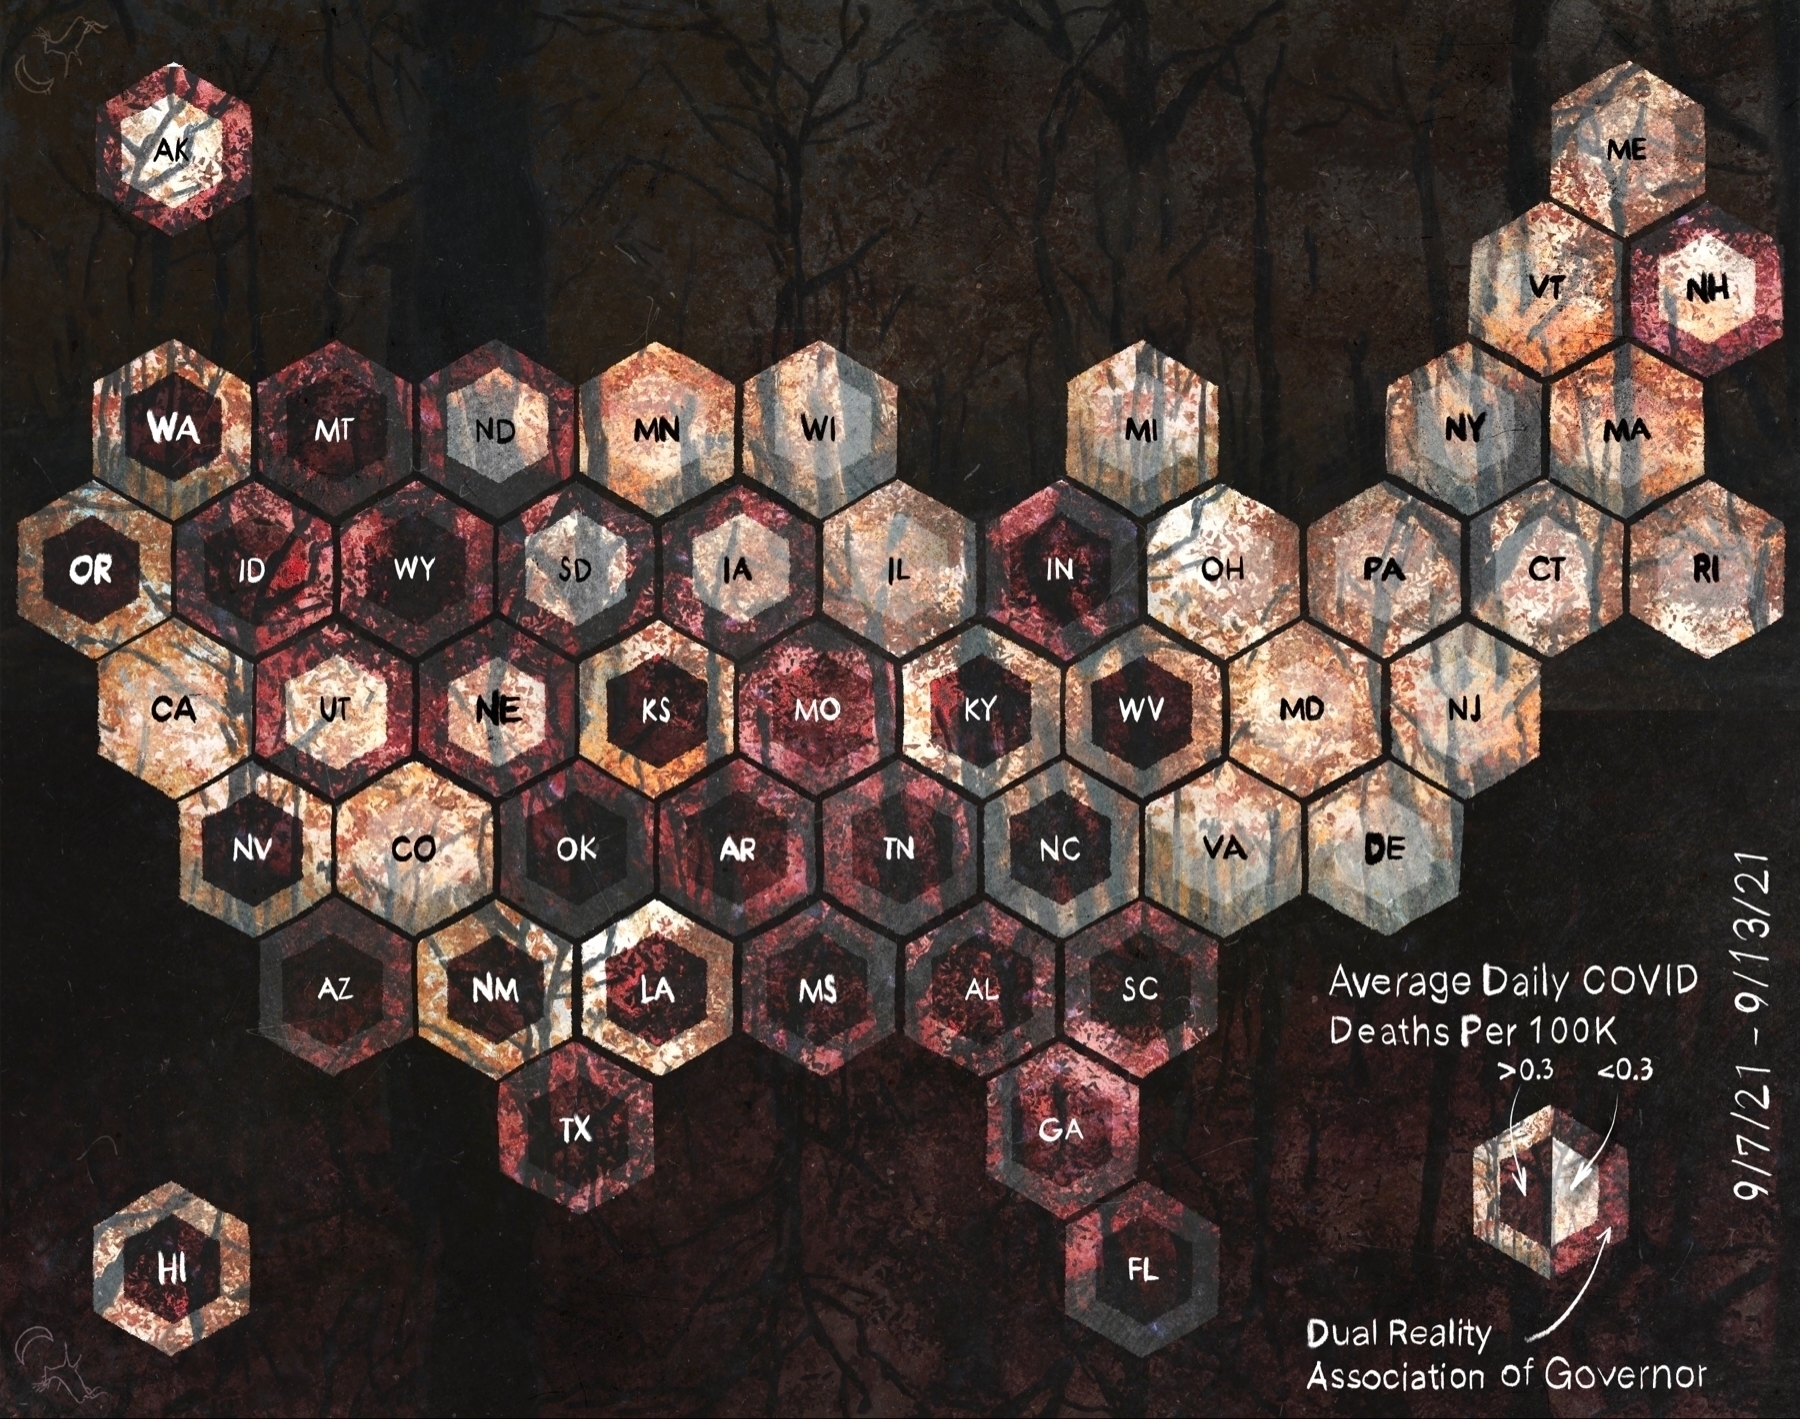 AK
ME
VT
NH
WA
MT
ND
MN
WI
MI
NY
MA
OR
ID
WY
SD
IA
IL
IN
OH
PA
CT
RI
CA
UT
NE
KS
MO
KY
WV
MD
NJ
NV
CO
OK
AR
TN
NC
VA
DE
AZ
NM
LA
MS
AL
SC
TX
GA
HI
FL
Average Daily COVID
Deaths Per 100K
>0.3 <0.3
Dual Reality
Association of Governor
9/7/21 - 9/13/21